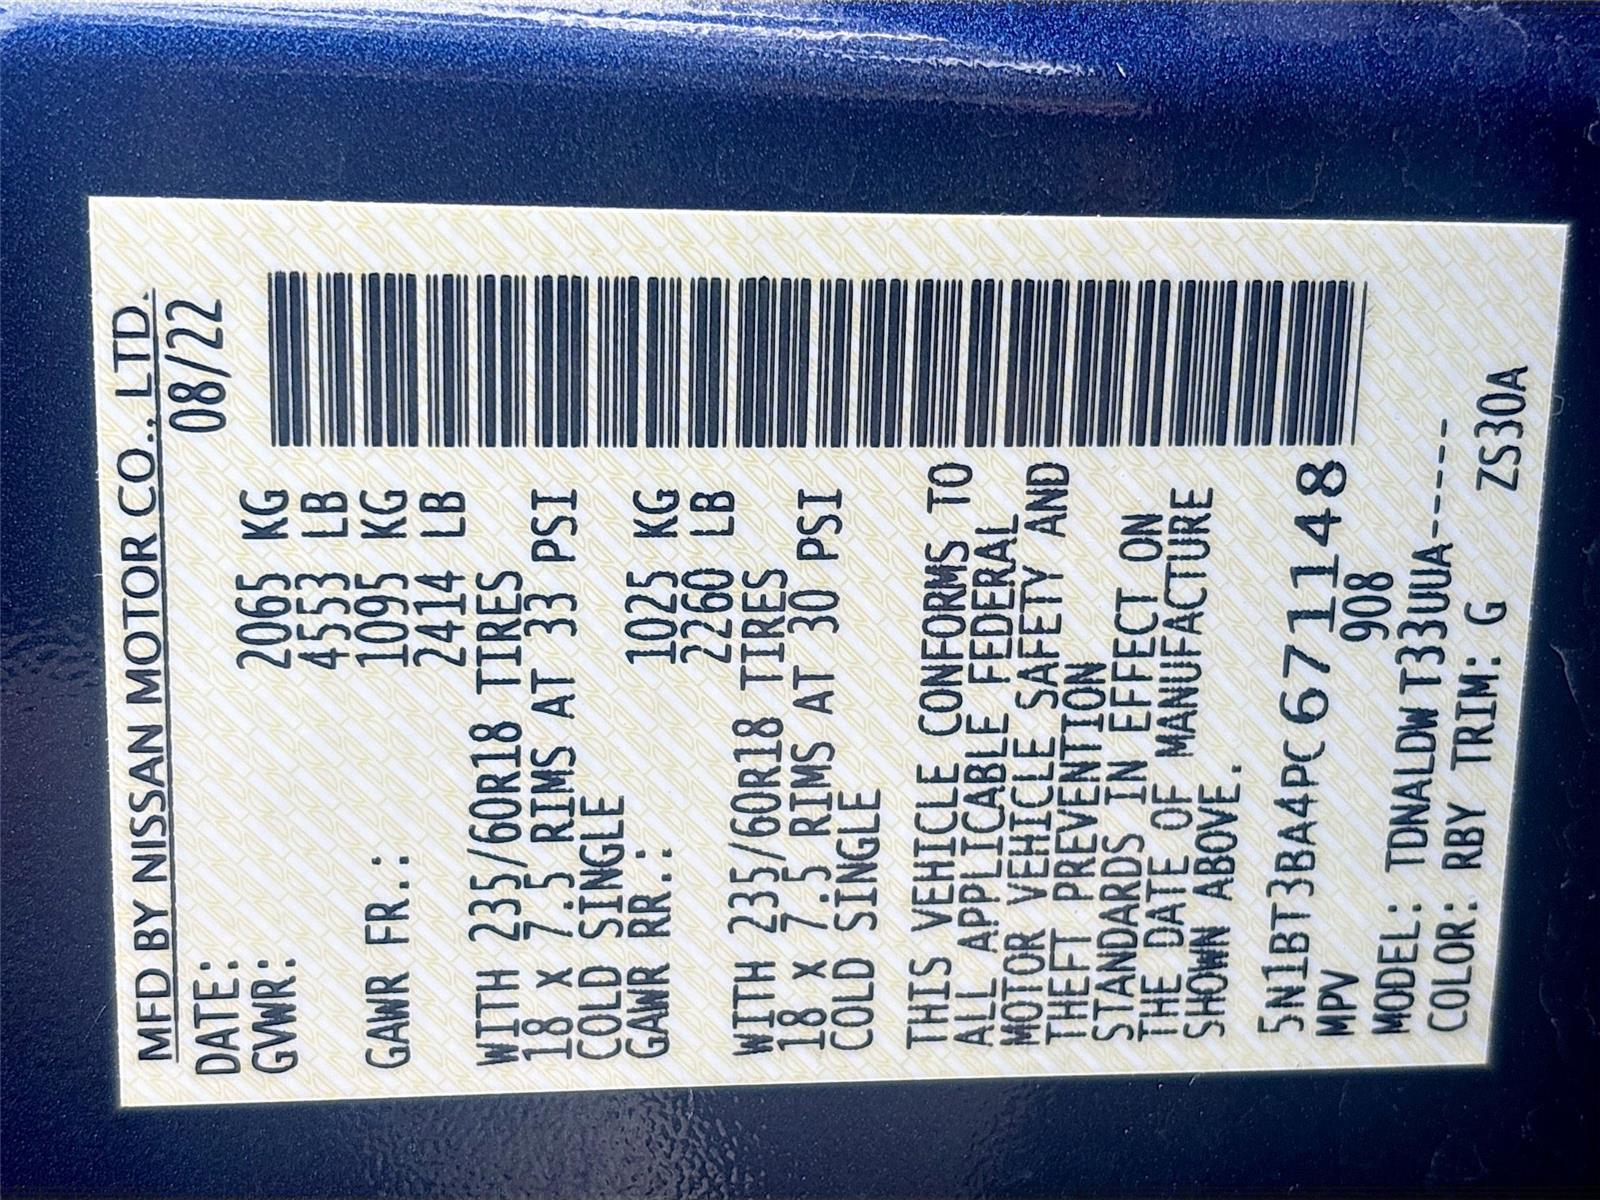 MFD BY NISSAN MOTOR CO., LTD.
DATE: 08/22
GVWR: 2065 KG
4553 LB
GAWR FR.: 1095 KG
2414 LB
WITH 235/60R18 TIRES
18 X 7.5 RIMS AT 33 PSI
COLD SINGLE
GAWR RR.: 1025 KG
2260 LB
WITH 235/60R18 TIRES
18 X 7.5 RIMS AT 30 PSI
COLD SINGLE
THIS VEHICLE CONFORMS TO
ALL APPLICABLE FEDERAL
MOTOR VEHICLE SAFETY AND
THEFT PREVENTION
STANDARDS IN EFFECT ON
THE DATE OF MANUFACTURE
SHOWN ABOVE.
5N1BT3BA4PC671148
MPV 908
MODEL: TDNALDWT33UUA-----
COLOR: RBY TRIM: G ZS30A